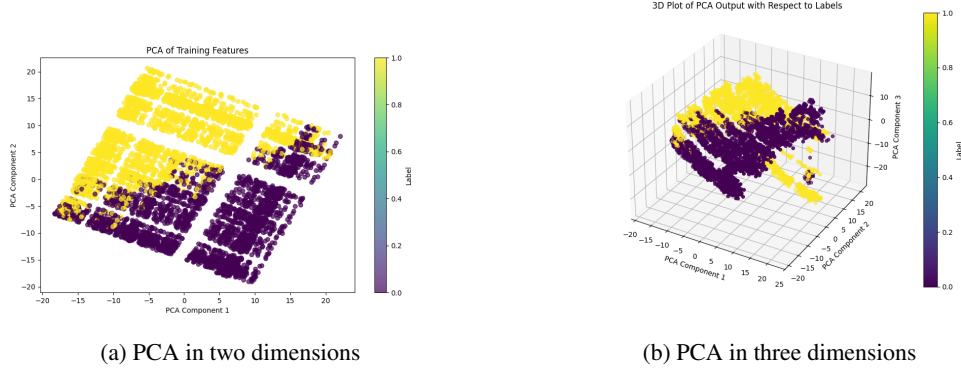 PCA of Training Features
20
15
10
5
0
−5
−10
−15
−20
PCA Component 2
−20 −15 −10 −5 0 5 10 15 20
PCA Component 1
1.0
0.8
0.6
0.4
0.2
0.0
Label
(a) PCA in two dimensions
3D Plot of PCA Output with Respect to Labels
10
0
−10
−20
PCA Component 3
20
15
10
5
0
−5
−10
−15
−20
PCA Component 2
−20 −15 −10 −5 0 5 10 15 20 25
PCA Component 1
1.0
0.8
0.6
0.4
0.2
0.0
Label
(b) PCA in three dimensions